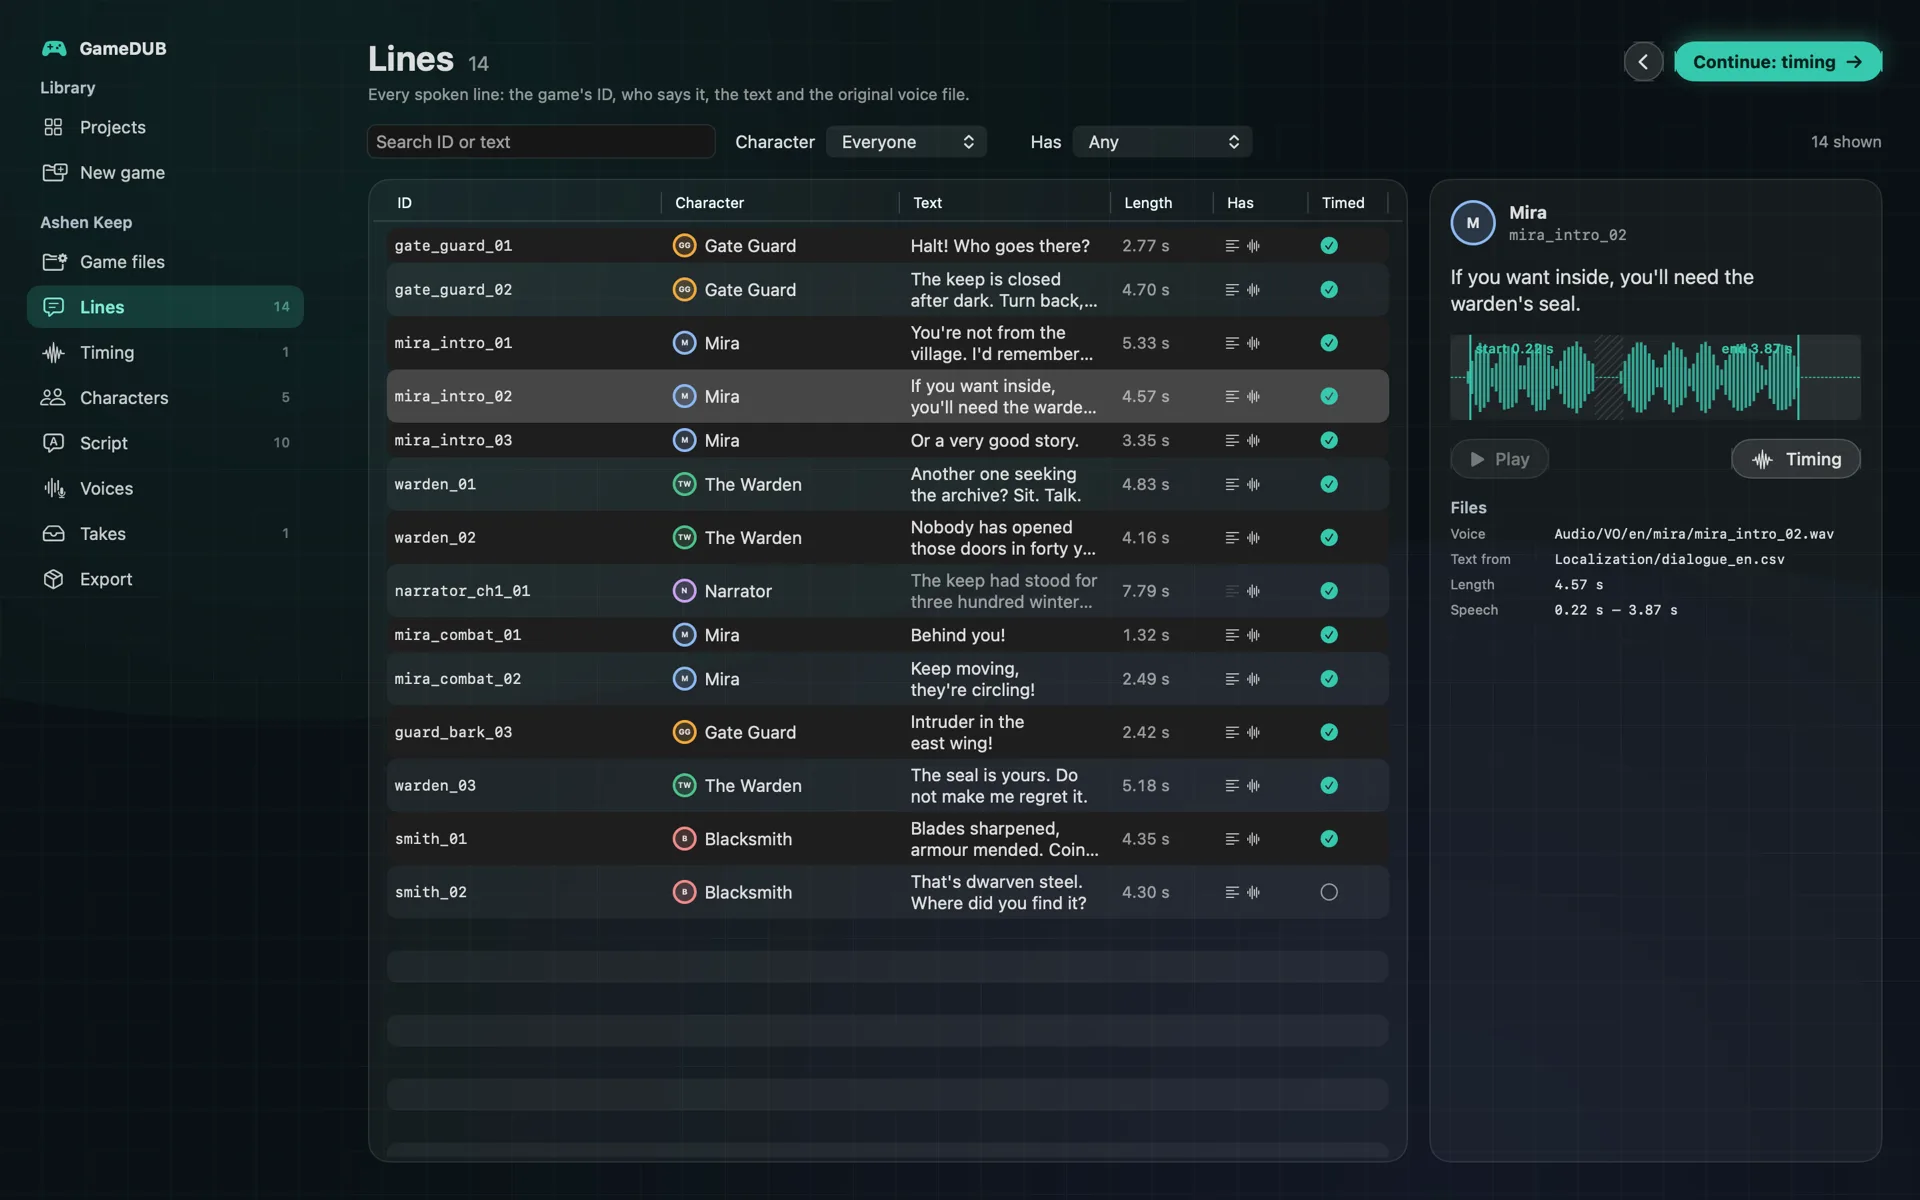 GameDUB
Library
Projects
New game
Ashen Keep
Game files
Lines 14
Timing 1
Characters 5
Script 10
Voices
Takes 1
Export
Lines 14
Every spoken line: the game's ID, who says it, the text and the original voice file.
Continue: timing →
Search ID or text
Character Everyone
Has Any
14 shown
ID Character Text Length Has Timed
gate_guard_01 GG Gate Guard Halt! Who goes there? 2.77 s
gate_guard_02 GG Gate Guard The keep is closed
after dark. Turn back,... 4.70 s
mira_intro_01 M Mira You're not from the
village. I'd remember... 5.33 s
mira_intro_02 M Mira If you want inside,
you'll need the warde... 4.57 s
mira_intro_03 M Mira Or a very good story. 3.35 s
warden_01 TW The Warden Another one seeking
the archive? Sit. Talk. 4.83 s
warden_02 TW The Warden Nobody has opened
those doors in forty y... 4.16 s
narrator_ch1_01 N Narrator The keep had stood for
three hundred winter... 7.79 s
mira_combat_01 M Mira Behind you! 1.32 s
mira_combat_02 M Mira Keep moving,
they're circling! 2.49 s
guard_bark_03 GG Gate Guard Intruder in the
east wing! 2.42 s
warden_03 TW The Warden The seal is yours. Do
not make me regret it. 5.18 s
smith_01 B Blacksmith Blades sharpened,
armour mended. Coin... 4.35 s
smith_02 B Blacksmith That's dwarven steel.
Where did you find it? 4.30 s
M Mira
mira_intro_02
If you want inside, you'll need the
warden's seal.
start 0.22 s end 3.87 s
Play Timing
Files
Voice Audio/VO/en/mira/mira_intro_02.wav
Text from Localization/dialogue_en.csv
Length 4.57 s
Speech 0.22 s – 3.87 s